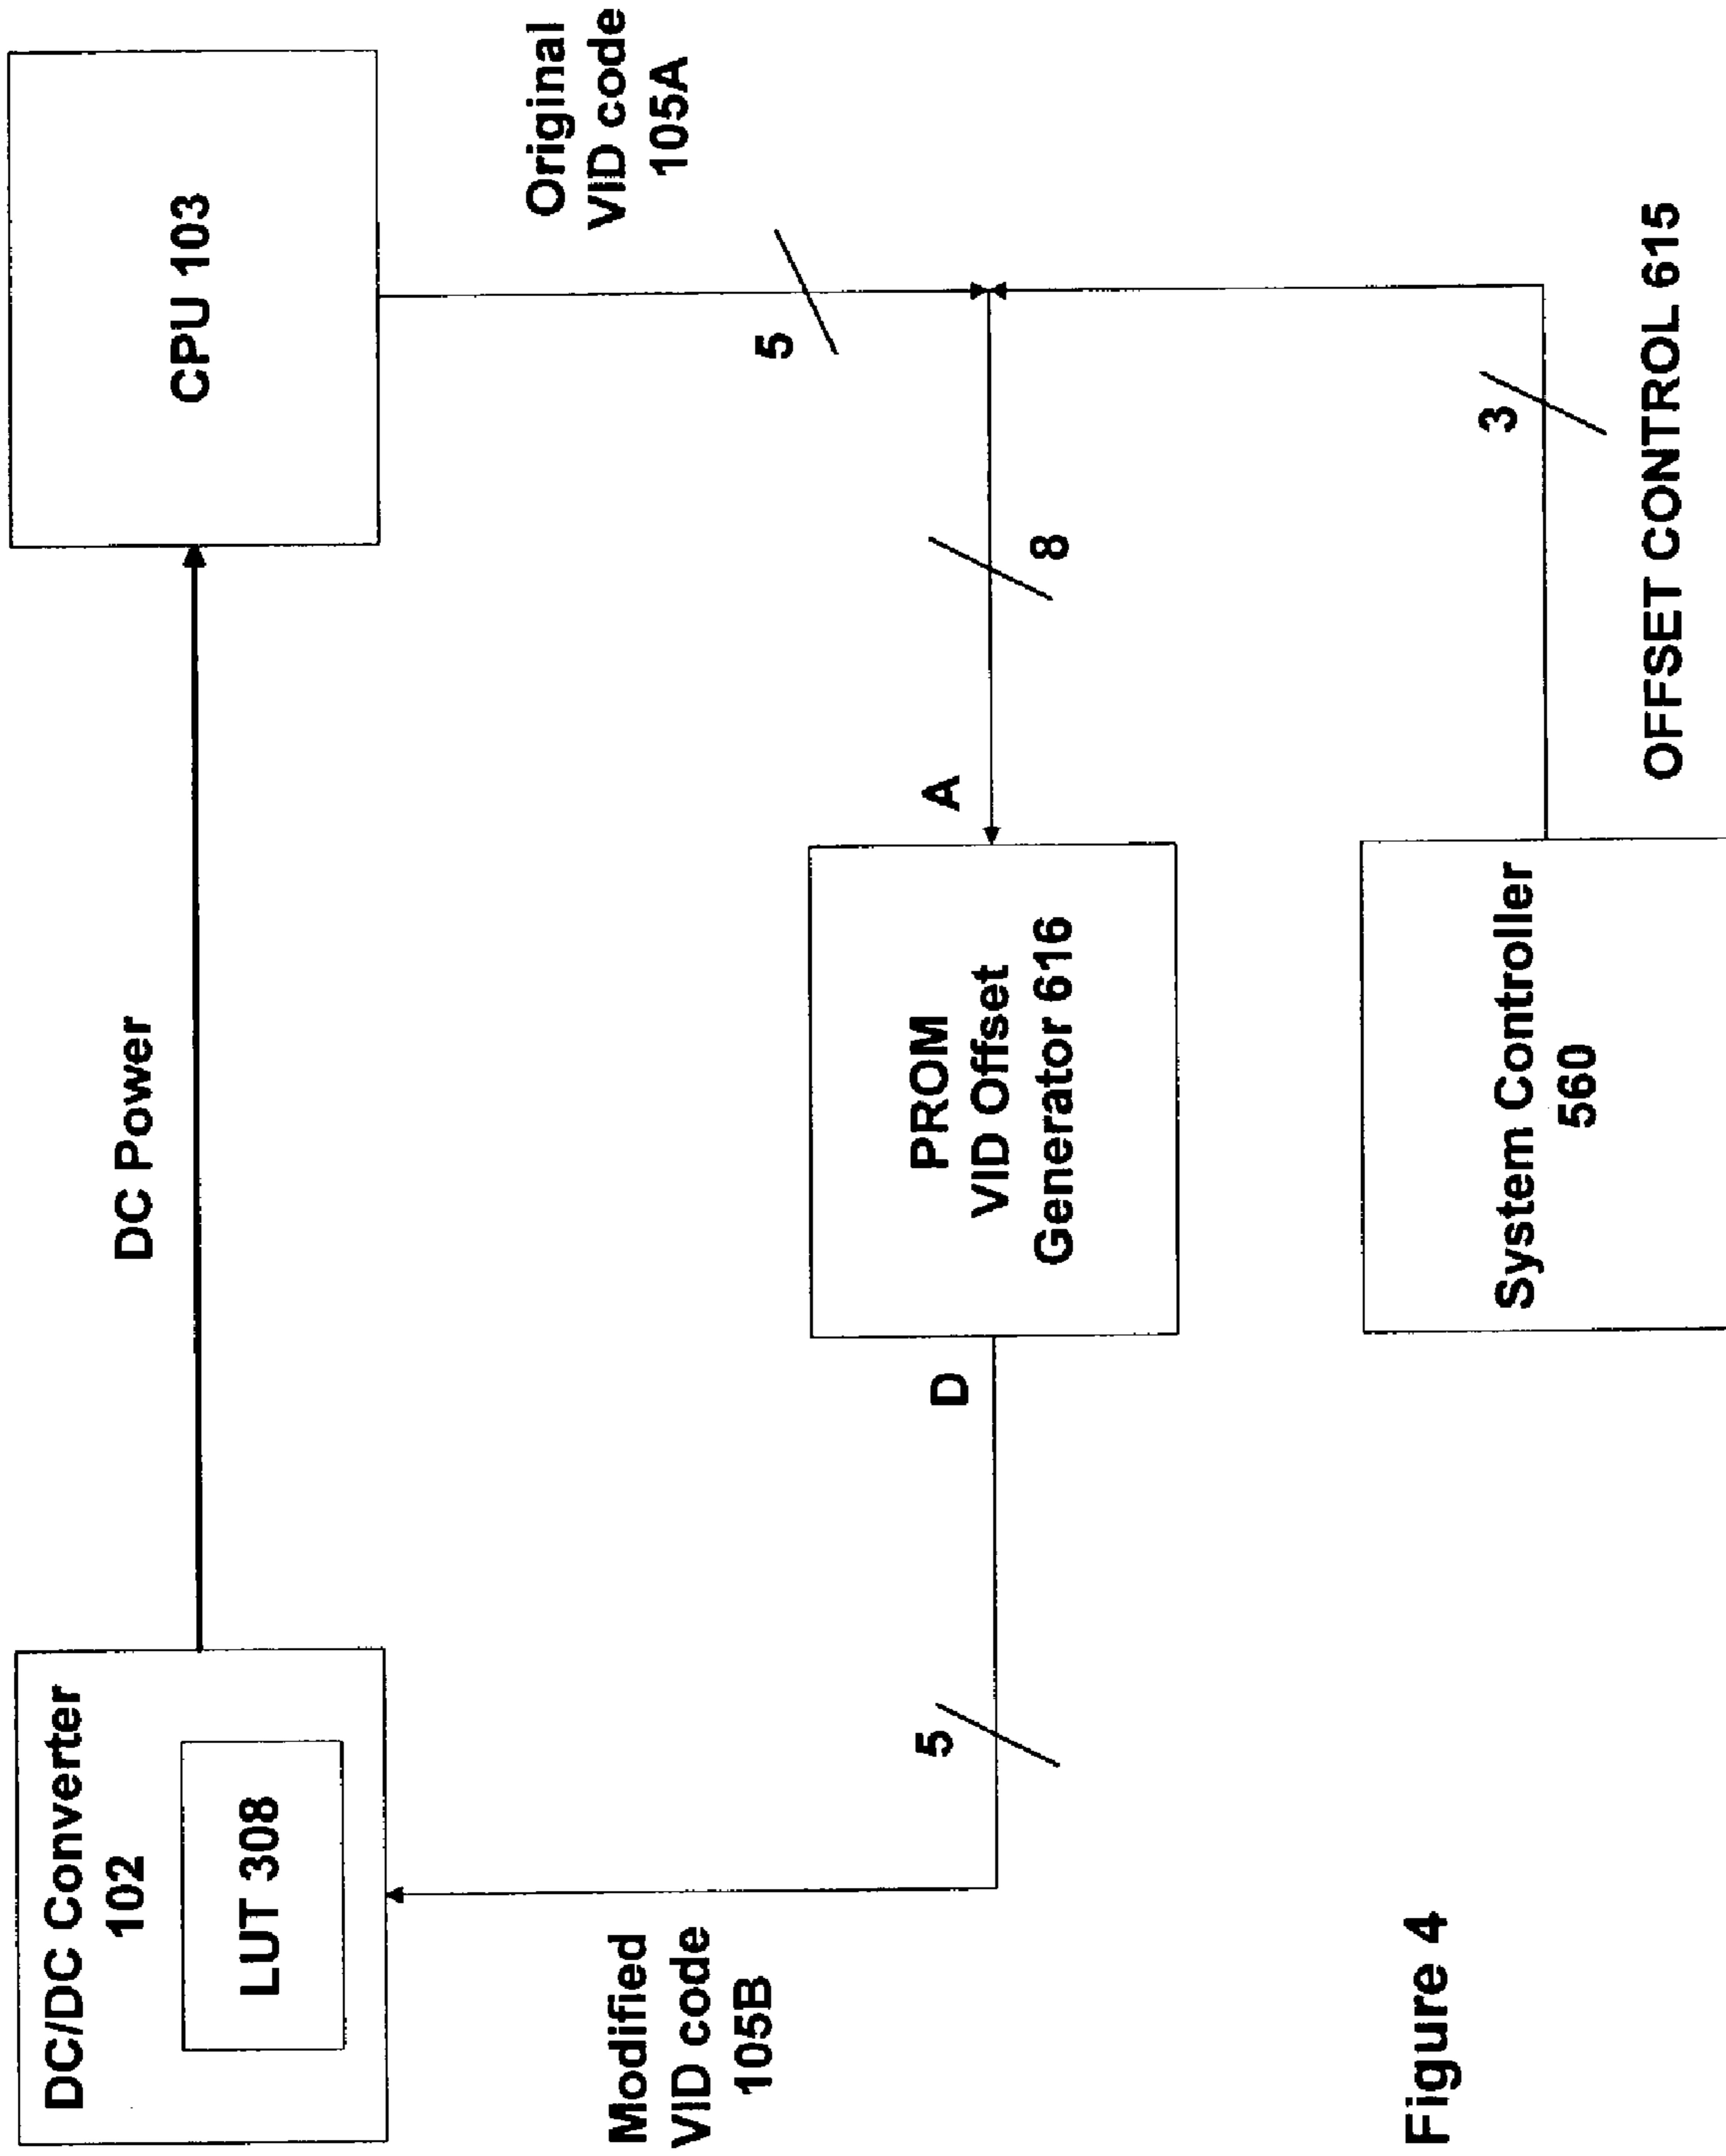 DC/DC Converter
102
LUT 308
DC Power
CPU 103
Modified
VID code
105B
5
D
PROM
VID Offset
Generator 616
A
8
5
Original
VID code
105A
System Controller
560
3
OFFSET CONTROL 615
Figure 4